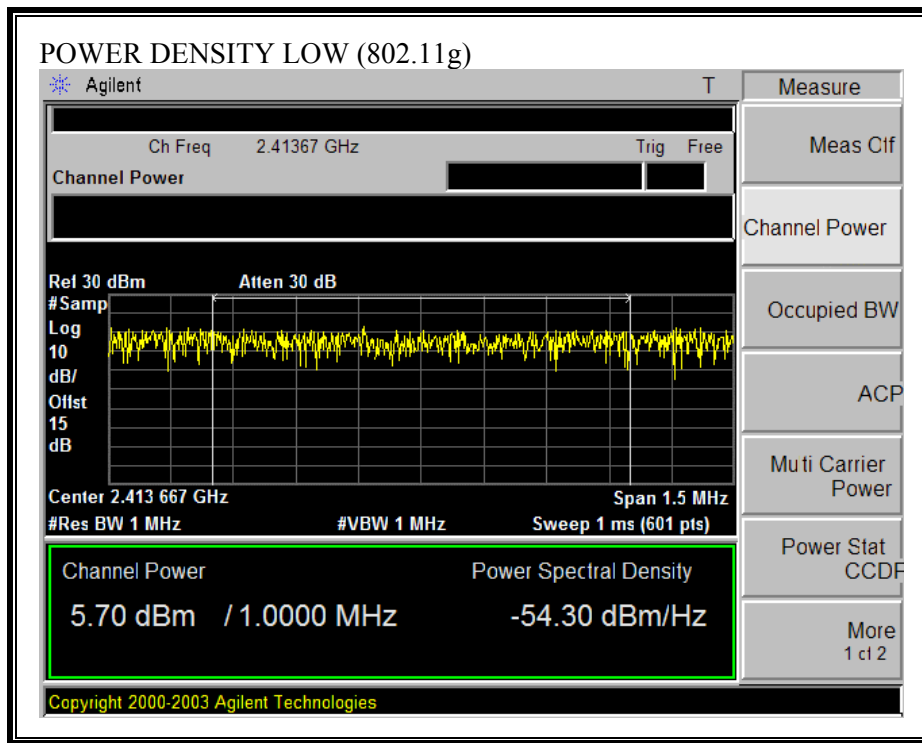 POWER DENSITY LOW (802.11g)
Agilent T
Measure
Ch Freq 2.41367 GHz Trig Free
Meas Off
Channel Power
Channel Power
Ref 30 dBm Atten 30 dB
#Samp
Log
10
dB/
Offst
15
dB
Occupied BW
ACP
Muti Carrier
Power
Center 2.413 667 GHz Span 1.5 MHz
#Res BW 1 MHz #VBW 1 MHz Sweep 1 ms (601 pts)
Power Stat
CCDF
Channel Power Power Spectral Density
5.70 dBm / 1.0000 MHz -54.30 dBm/Hz
More
1 of 2
Copyright 2000-2003 Agilent Technologies